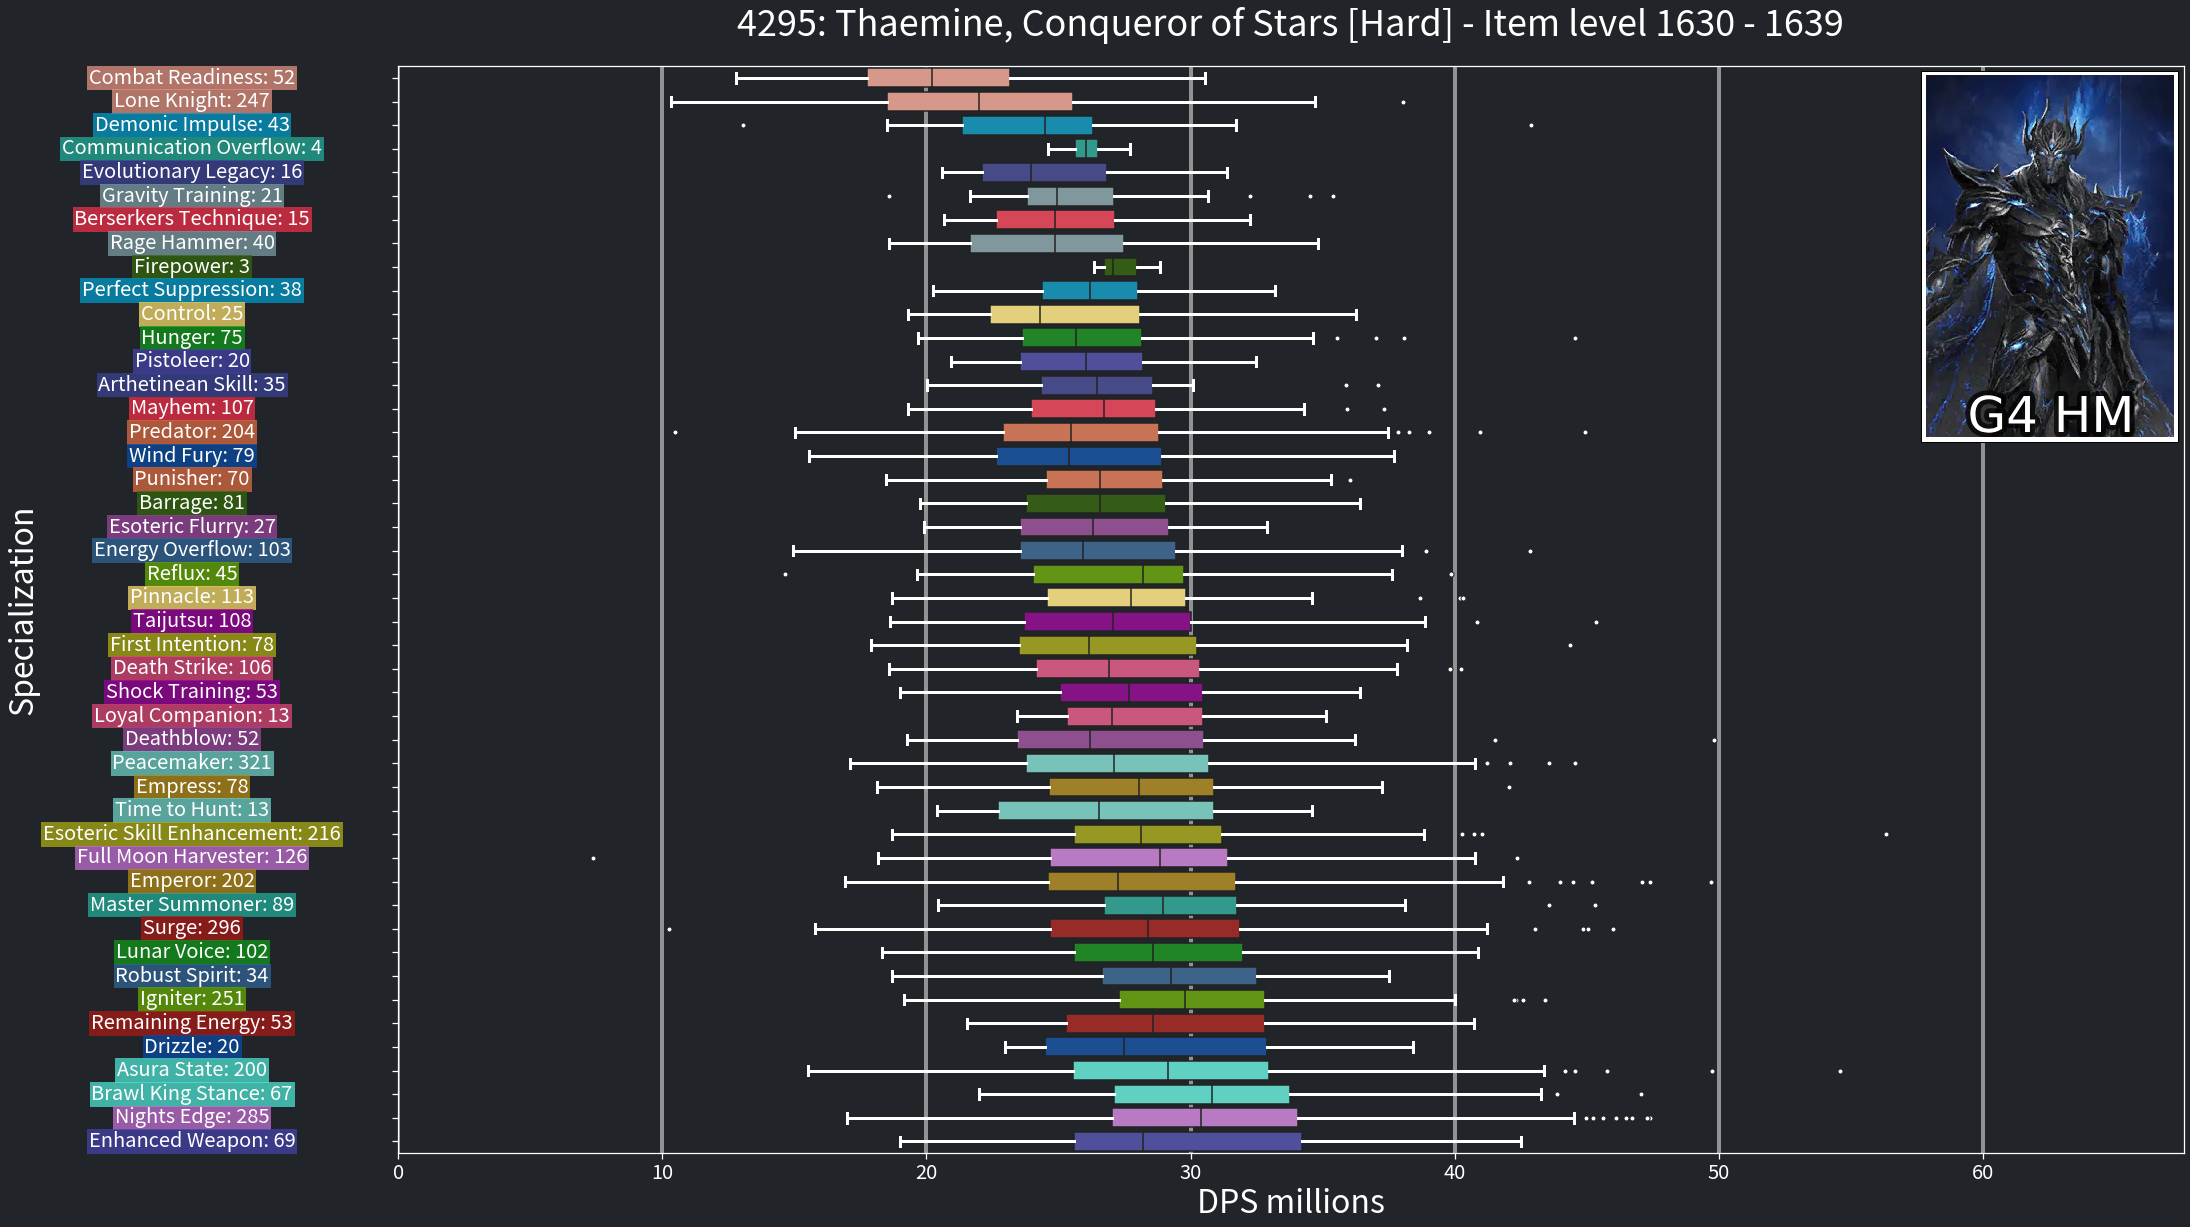 4295: Thaemine, Conqueror of Stars [Hard] - Item level 1630 - 1639
Combat Readiness: 52
Lone Knight: 247
Demonic Impulse: 43
Communication Overflow: 4
Evolutionary Legacy: 16
Gravity Training: 21
Berserkers Technique: 15
Rage Hammer: 40
Firepower: 3
Perfect Suppression: 38
Control: 25
Hunger: 75
Pistoleer: 20
Arthetinean Skill: 35
Mayhem: 107
Predator: 204
Wind Fury: 79
Punisher: 70
Barrage: 81
Esoteric Flurry: 27
Energy Overflow: 103
Reflux: 45
Pinnacle: 113
Taijutsu: 108
First Intention: 78
Death Strike: 106
Shock Training: 53
Loyal Companion: 13
Deathblow: 52
Peacemaker: 321
Empress: 78
Time to Hunt: 13
Esoteric Skill Enhancement: 216
Full Moon Harvester: 126
Emperor: 202
Master Summoner: 89
Surge: 296
Lunar Voice: 102
Robust Spirit: 34
Igniter: 251
Remaining Energy: 53
Drizzle: 20
Asura State: 200
Brawl King Stance: 67
Nights Edge: 285
Enhanced Weapon: 69
Specialization
G4 HM
0 10 20 30 40 50 60
DPS millions